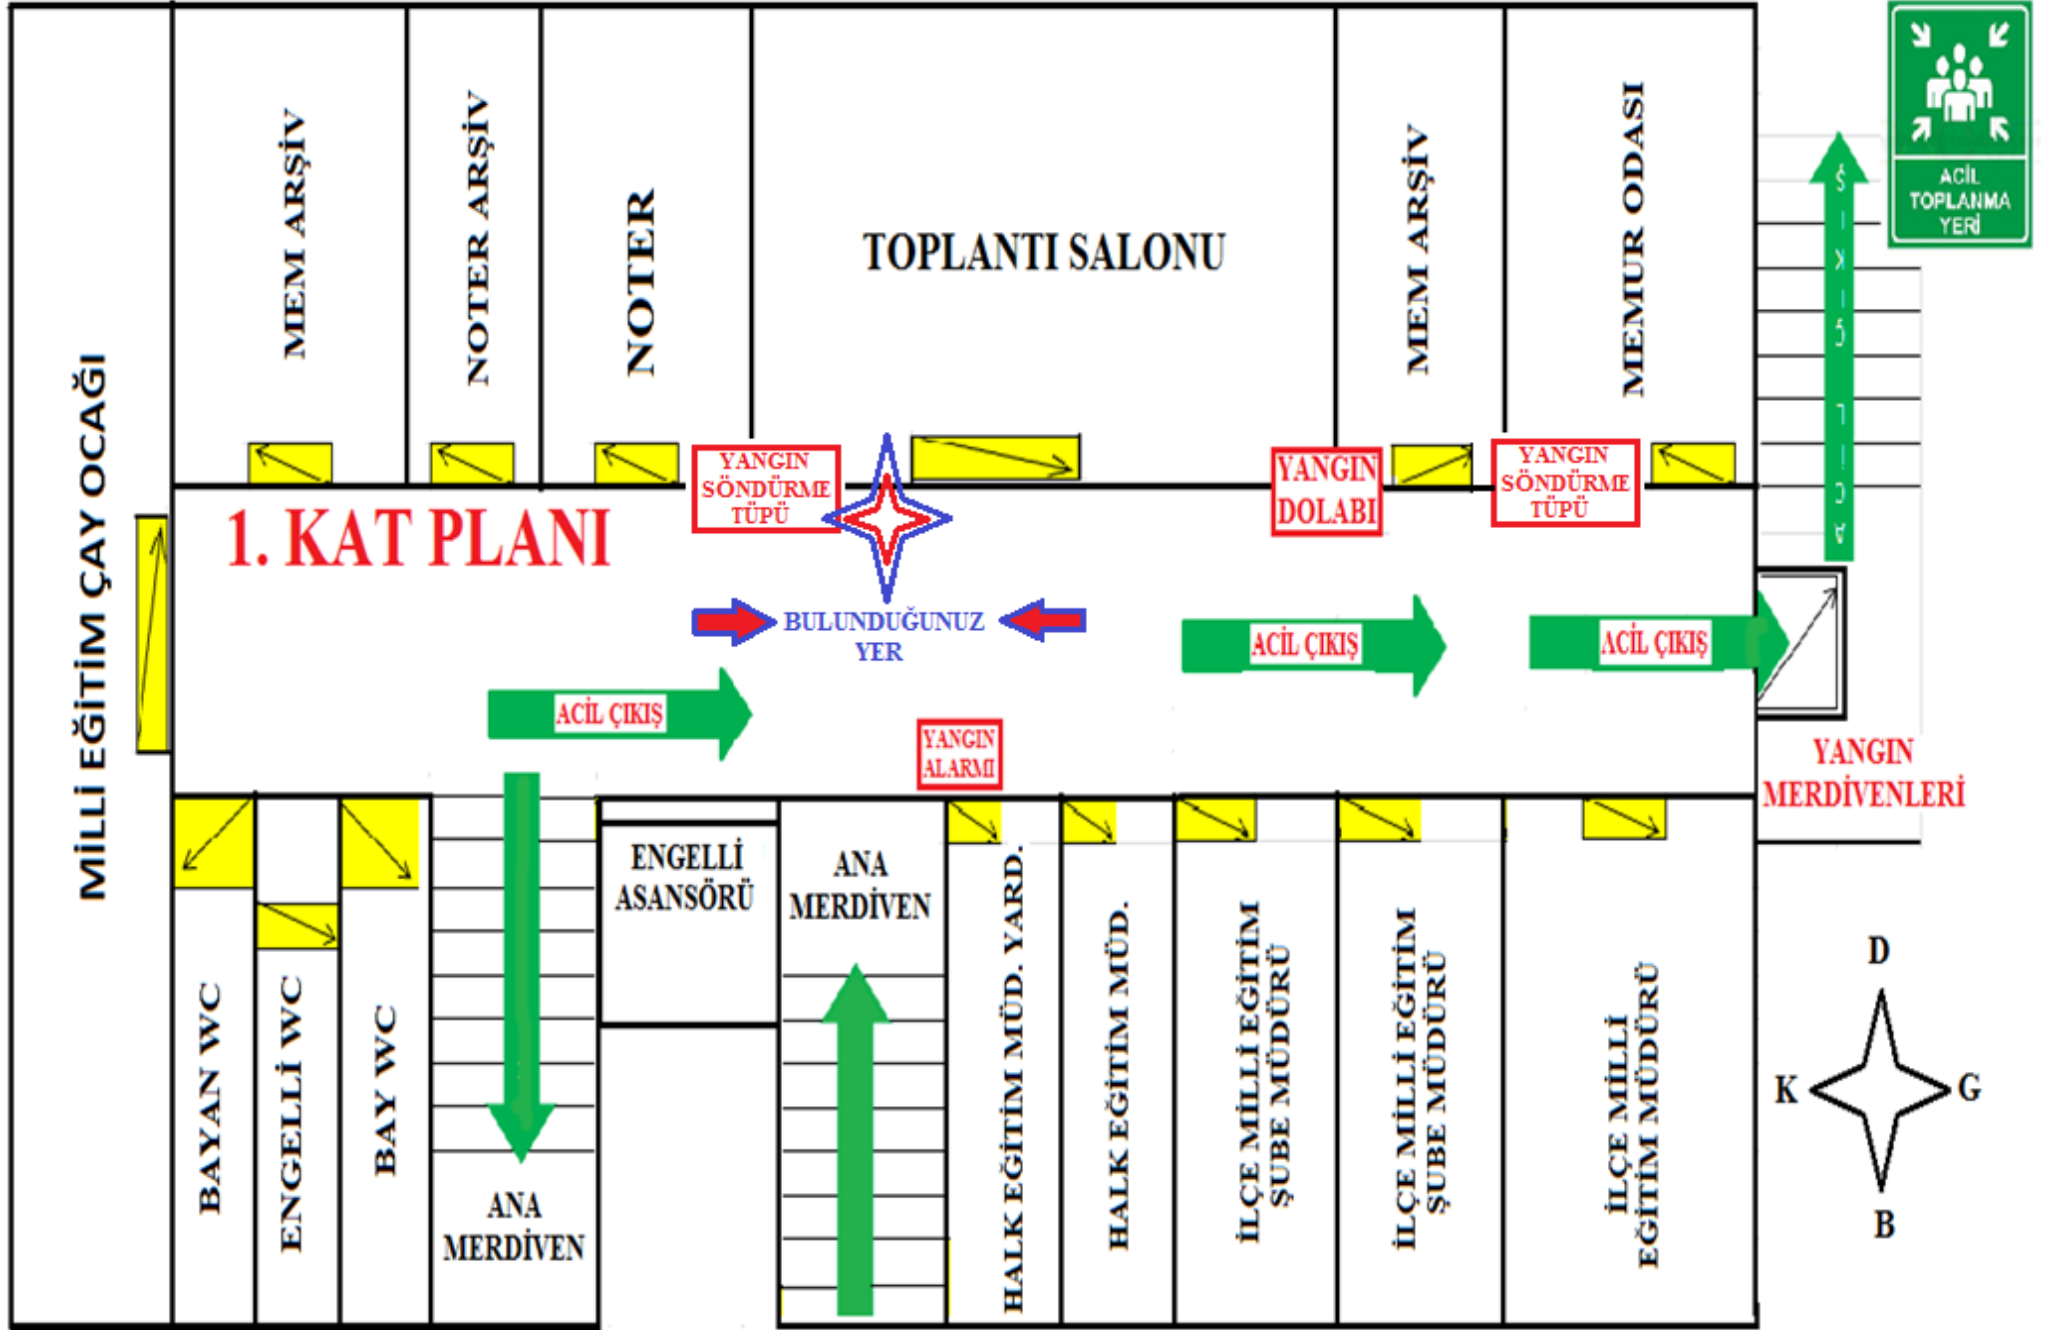 MİLLİ EĞİTİM ÇAY OCAĞI
MEM ARŞİV
NOTER ARŞİV
NOTER
TOPLANTI SALONU
MEM ARŞİV
MEMUR ODASI
ACİL
TOPLANMA
YERİ
ACİL ÇIKIŞ
YANGIN
SÖNDÜRME
TÜPÜ
YANGIN
DOLABI
YANGIN
SÖNDÜRME
TÜPÜ
1. KAT PLANI
BULUNDUĞUNUZ
YER
ACİL ÇIKIŞ
ACİL ÇIKIŞ
ACİL ÇIKIŞ
YANGIN
ALARMI
YANGIN
MERDİVENLERİ
BAYAN WC
ENGELLİ WC
BAY WC
ANA
MERDİVEN
ENGELLİ
ASANSÖRÜ
ANA
MERDİVEN
HALK EĞİTİM MÜD. YARD.
HALK EĞİTİM MÜD.
İLÇE MİLLİ EĞİTİM
ŞUBE MÜDÜRÜ
İLÇE MİLLİ EĞİTİM
ŞUBE MÜDÜRÜ
İLÇE MİLLİ
EĞİTİM MÜDÜRÜ
D
K
G
B